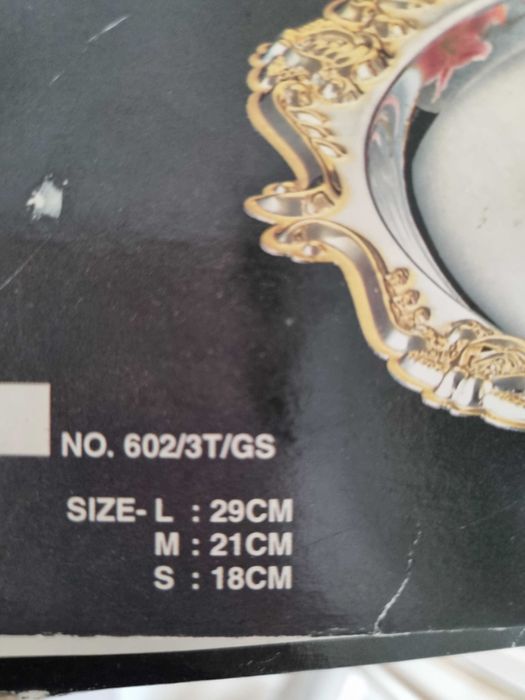 NO. 602/3T/GS
SIZE- L : 29CM
M : 21CM
S : 18CM